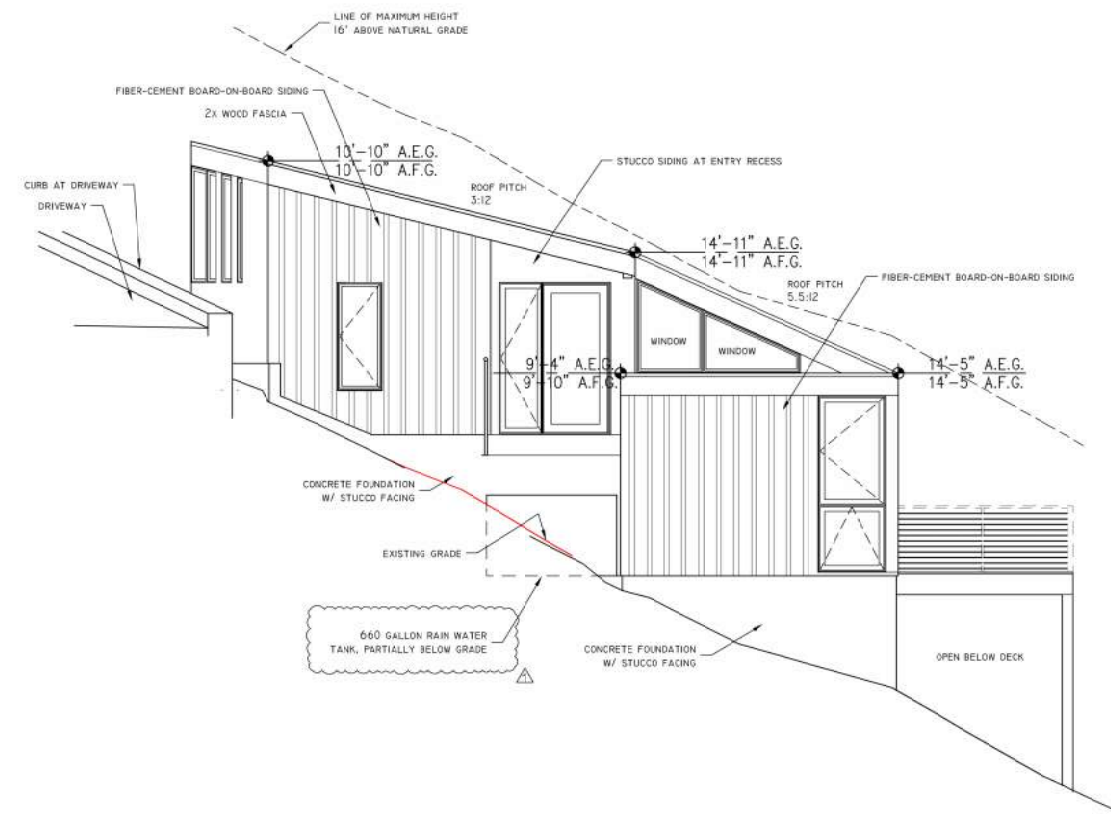 LINE OF MAXIMUM HEIGHT
16' ABOVE NATURAL GRADE
FIBER-CEMENT BOARD-ON-BOARD SIDING
2X WOOD FASCIA
10'-10" A.E.G.
10'-10" A.F.G.
STUCCO SIDING AT ENTRY RECESS
CURB AT DRIVEWAY
DRIVEWAY
ROOF PITCH
3:12
14'-11" A.E.G.
14'-11" A.F.G.
FIBER-CEMENT BOARD-ON-BOARD SIDING
ROOF PITCH
5.5:12
WINDOW
WINDOW
9'-4" A.E.G.
9'-10" A.F.G.
14'-5" A.E.G.
14'-5" A.F.G.
CONCRETE FOUNDATION
W/ STUCCO FACING
EXISTING GRADE
660 GALLON RAIN WATER
TANK, PARTIALLY BELOW GRADE
CONCRETE FOUNDATION
W/ STUCCO FACING
OPEN BELOW DECK